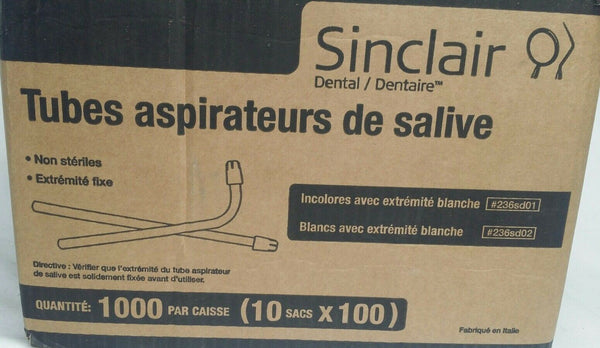 Sinclair
Dental / Dentaire™
Tubes aspirateurs de salive
• Non stériles
• Extrémité fixe
Incolores avec extrémité blanche #236sd01
Blancs avec extrémité blanche #236sd02
Directive : Vérifier que l'extrémité du tube aspirateur
de salive est solidement fixée avant d'utiliser.
QUANTITÉ: 1000 PAR CAISSE (10 SACS X 100)
Fabriqué en Italie